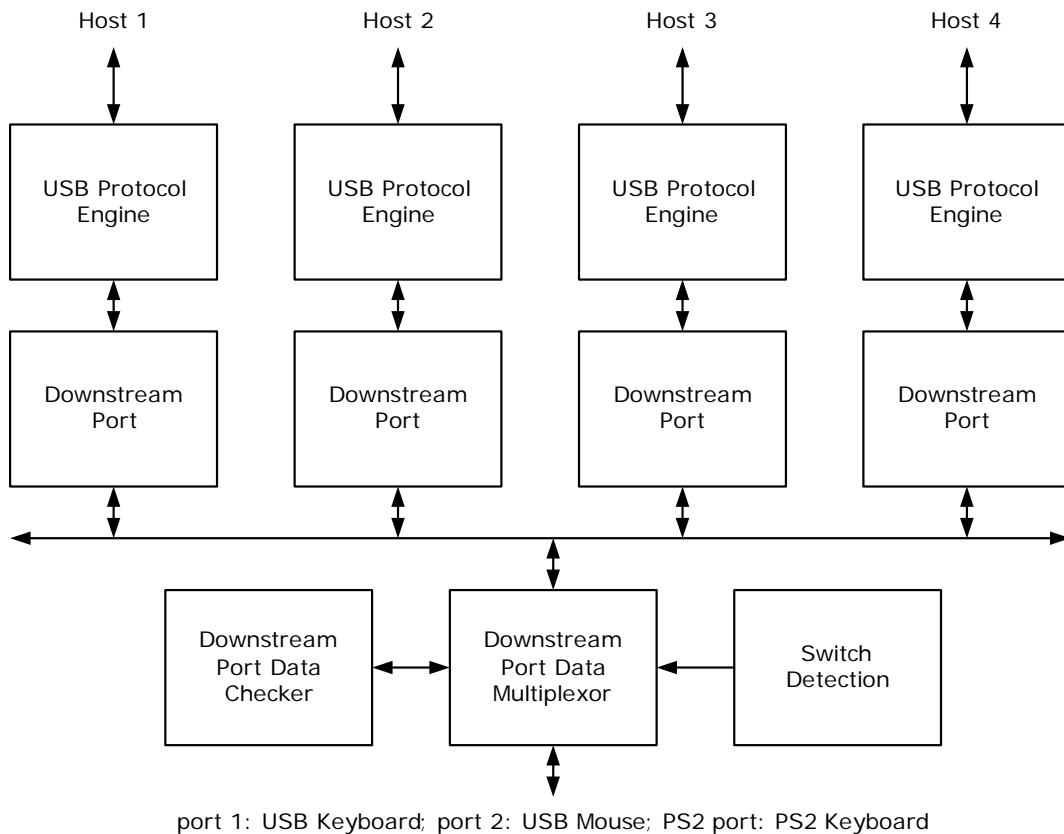 Host 1
Host 2
Host 3
Host 4
USB Protocol
Engine
USB Protocol
Engine
USB Protocol
Engine
USB Protocol
Engine
Downstream
Port
Downstream
Port
Downstream
Port
Downstream
Port
Downstream
Port Data
Checker
Downstream
Port Data
Multiplexor
Switch
Detection
port 1: USB Keyboard; port 2: USB Mouse; PS2 port: PS2 Keyboard